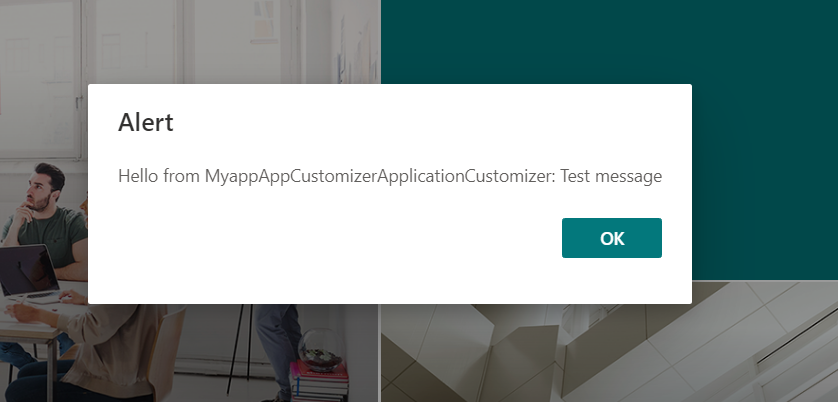 Alert
Hello from MyappAppCustomizerApplicationCustomizer: Test message
OK